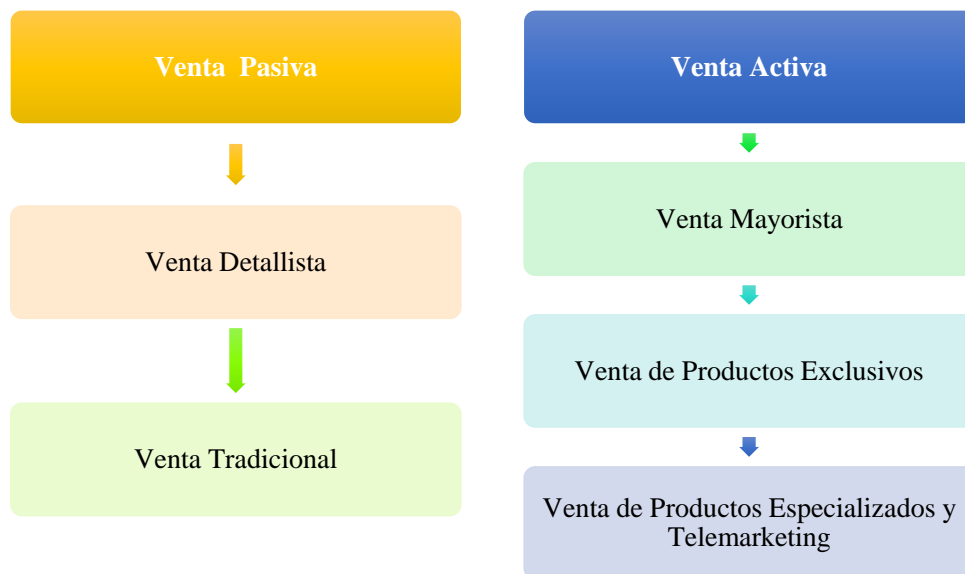 Venta Pasiva
Venta Detallista
Venta Tradicional
Venta Activa
Venta Mayorista
Venta de Productos Exclusivos
Venta de Productos Especializados y
Telemarketing